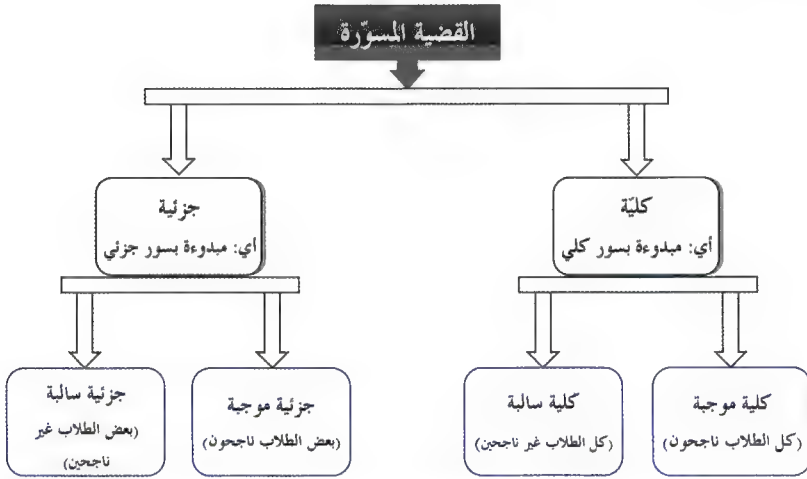 القضية المسوّرة
كليّة
أي: مبدوءة بسور كلي
جزئية
أي: مبدوءة بسور جزئي
كلية موجبة
(كل الطلاب ناجحون)
كلية سالبة
(كل الطلاب غير ناجحين)
جزئية موجبة
(بعض الطلاب ناجحون)
جزئية سالبة
(بعض الطلاب غير
ناجحين)